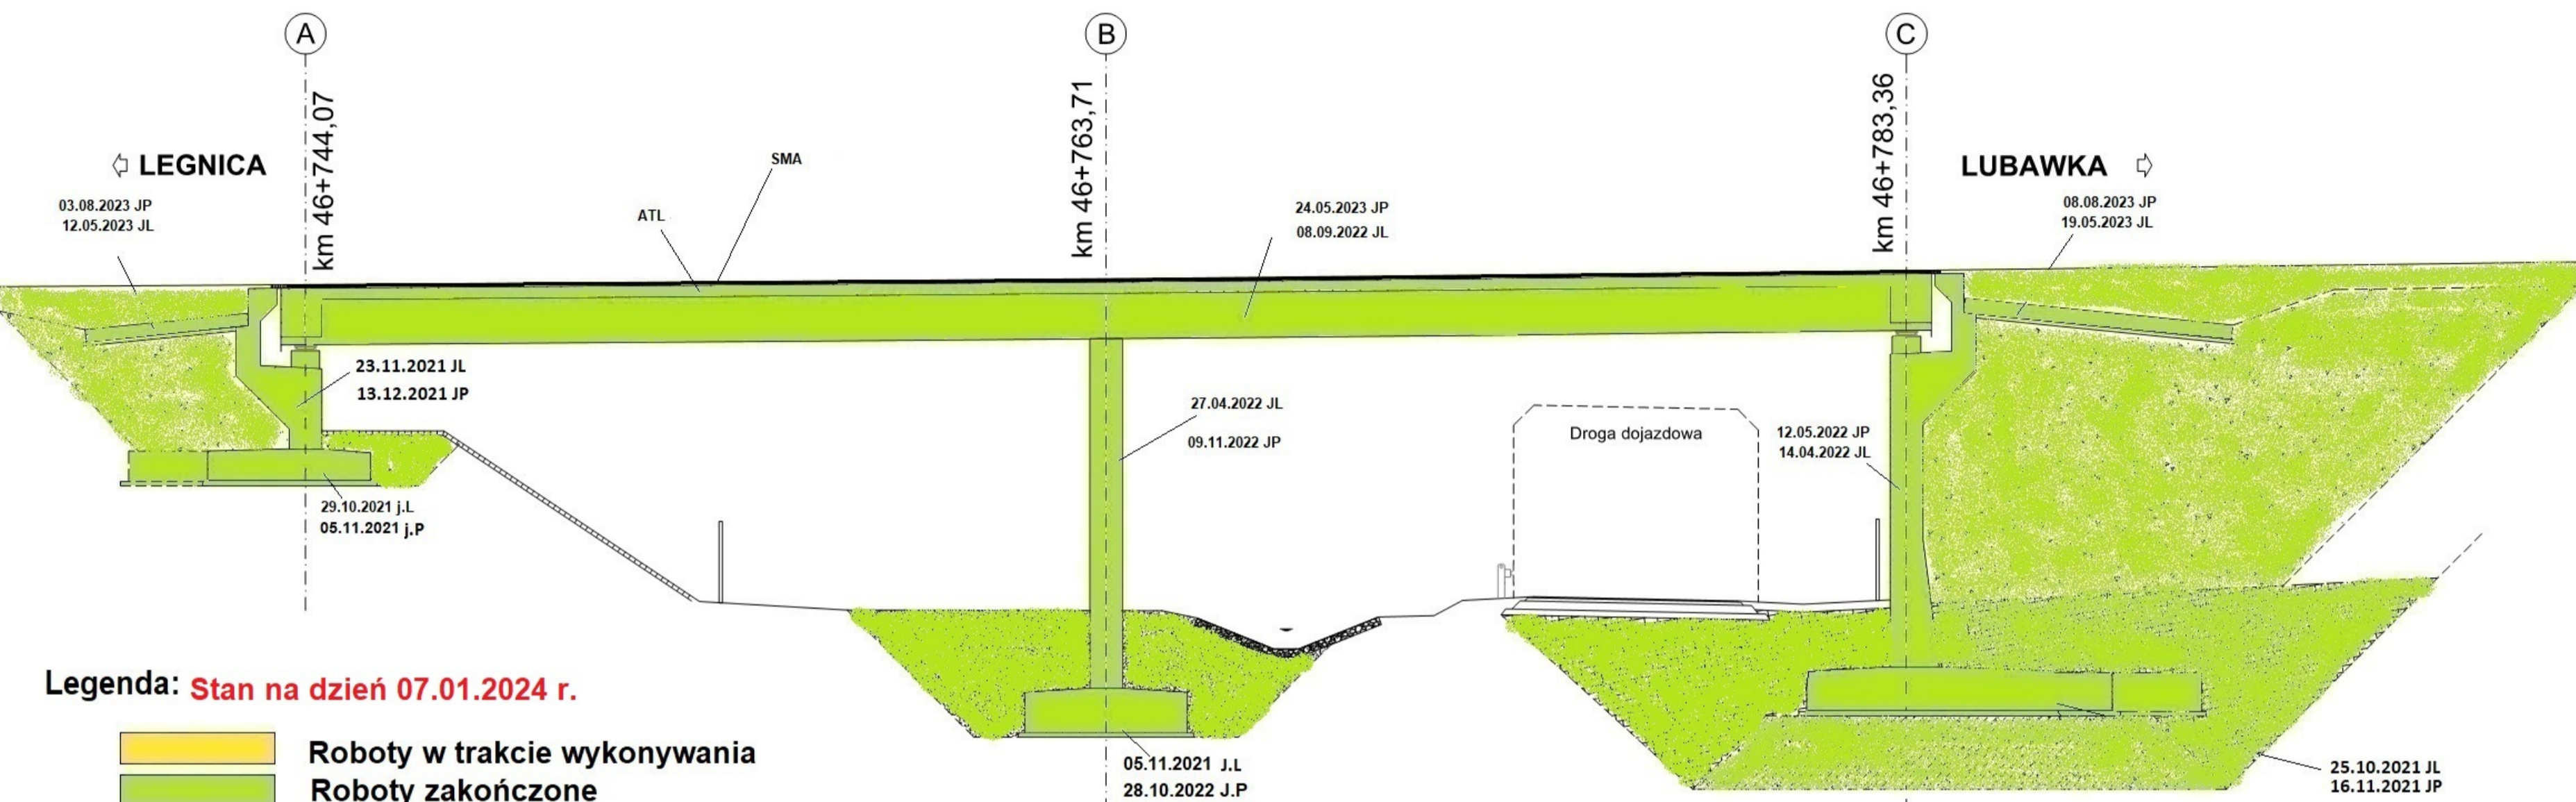 A
B
C
km 46+744,07
km 46+763,71
km 46+783,36
LEGNICA
LUBAWKA
SMA
ATL
03.08.2023 JP
12.05.2023 JL
24.05.2023 JP
08.09.2022 JL
08.08.2023 JP
19.05.2023 JL
23.11.2021 JL
13.12.2021 JP
27.04.2022 JL
09.11.2022 JP
Droga dojazdowa
12.05.2022 JP
14.04.2022 JL
29.10.2021 j.L
05.11.2021 j.P
Legenda: Stan na dzień 07.01.2024 r.
Roboty w trakcie wykonywania
Roboty zakończone
05.11.2021 J.L
28.10.2022 J.P
25.10.2021 JL
16.11.2021 JP